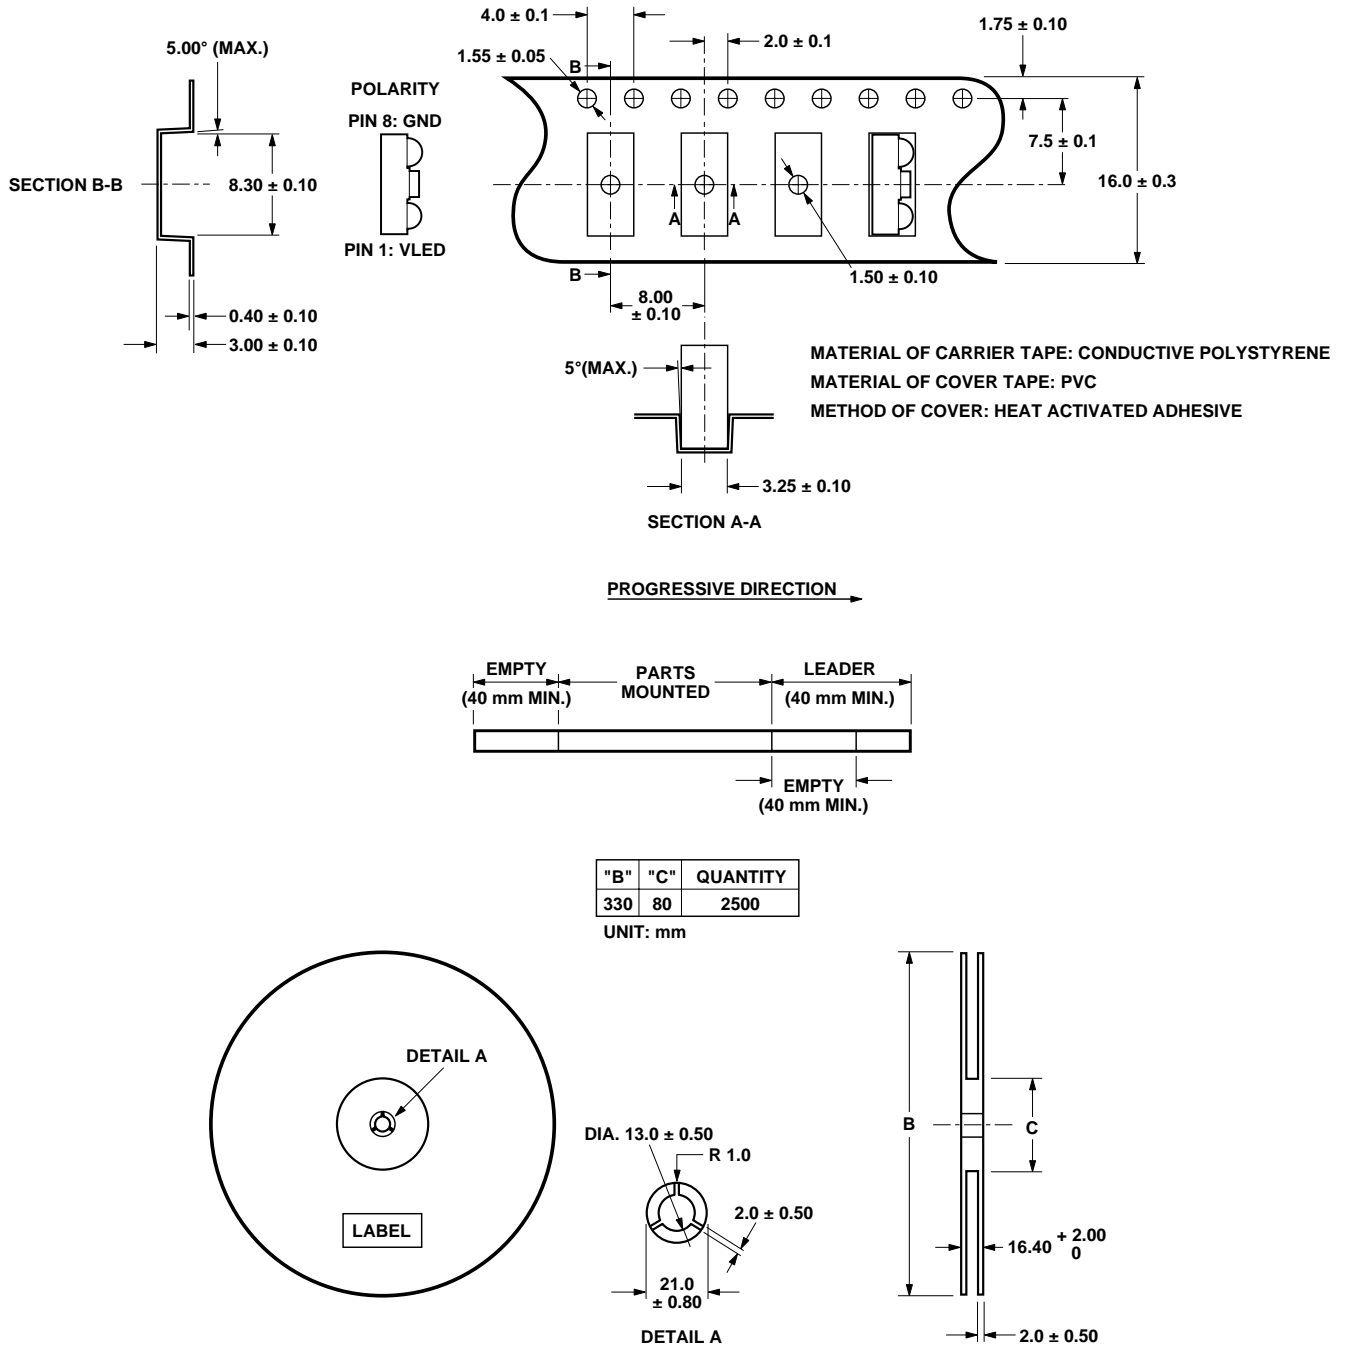 4.0 ± 0.1
1.75 ± 0.10
5.00° (MAX.)
1.55 ± 0.05
B
2.0 ± 0.1
POLARITY
PIN 8: GND
7.5 ± 0.1
SECTION B-B
8.30 ± 0.10
16.0 ± 0.3
A
A
PIN 1: VLED
B
1.50 ± 0.10
8.00
± 0.10
0.40 ± 0.10
3.00 ± 0.10
MATERIAL OF CARRIER TAPE: CONDUCTIVE POLYSTYRENE
5°(MAX.)
MATERIAL OF COVER TAPE: PVC
METHOD OF COVER: HEAT ACTIVATED ADHESIVE
3.25 ± 0.10
SECTION A-A
PROGRESSIVE DIRECTION
EMPTY
(40 mm MIN.)
PARTS
MOUNTED
LEADER
(40 mm MIN.)
EMPTY
(40 mm MIN.)
"B" "C" QUANTITY
330 80 2500
UNIT: mm
DETAIL A
LABEL
DIA. 13.0 ± 0.50
R 1.0
2.0 ± 0.50
21.0
± 0.80
DETAIL A
B
C
16.40 + 2.00
0
2.0 ± 0.50